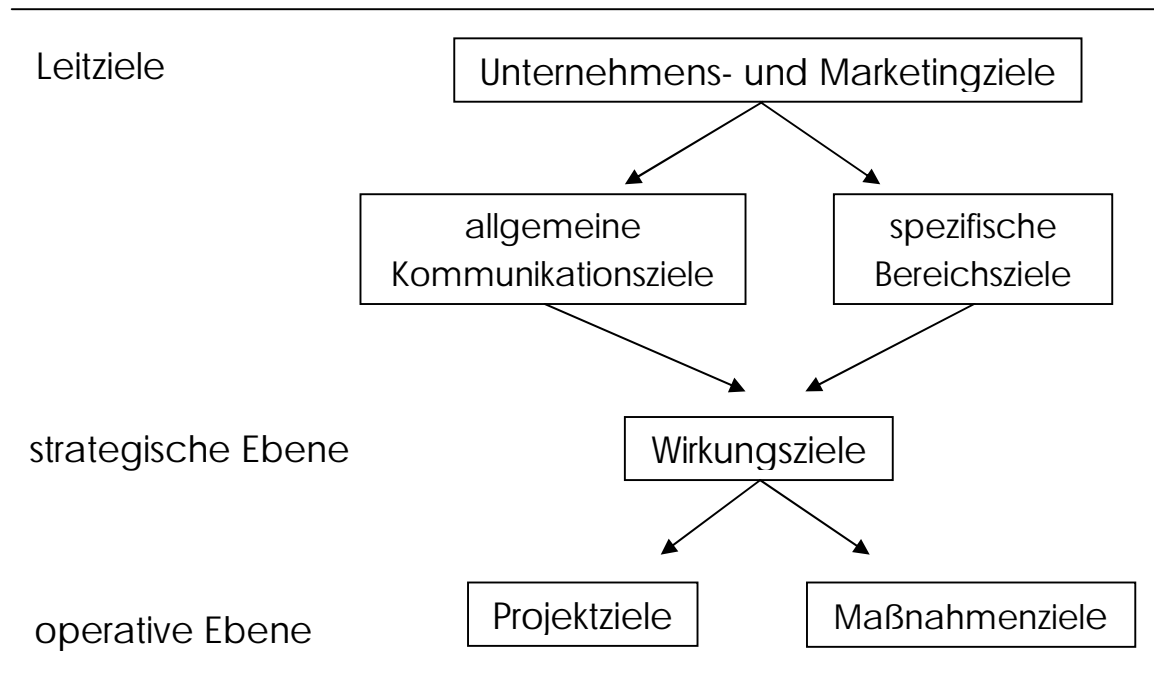 Leitziele
Unternehmens- und Marketingziele
allgemeine
Kommunikationsziele
spezifische
Bereichsziele
strategische Ebene
Wirkungsziele
operative Ebene
Projektziele
Maßnahmenziele